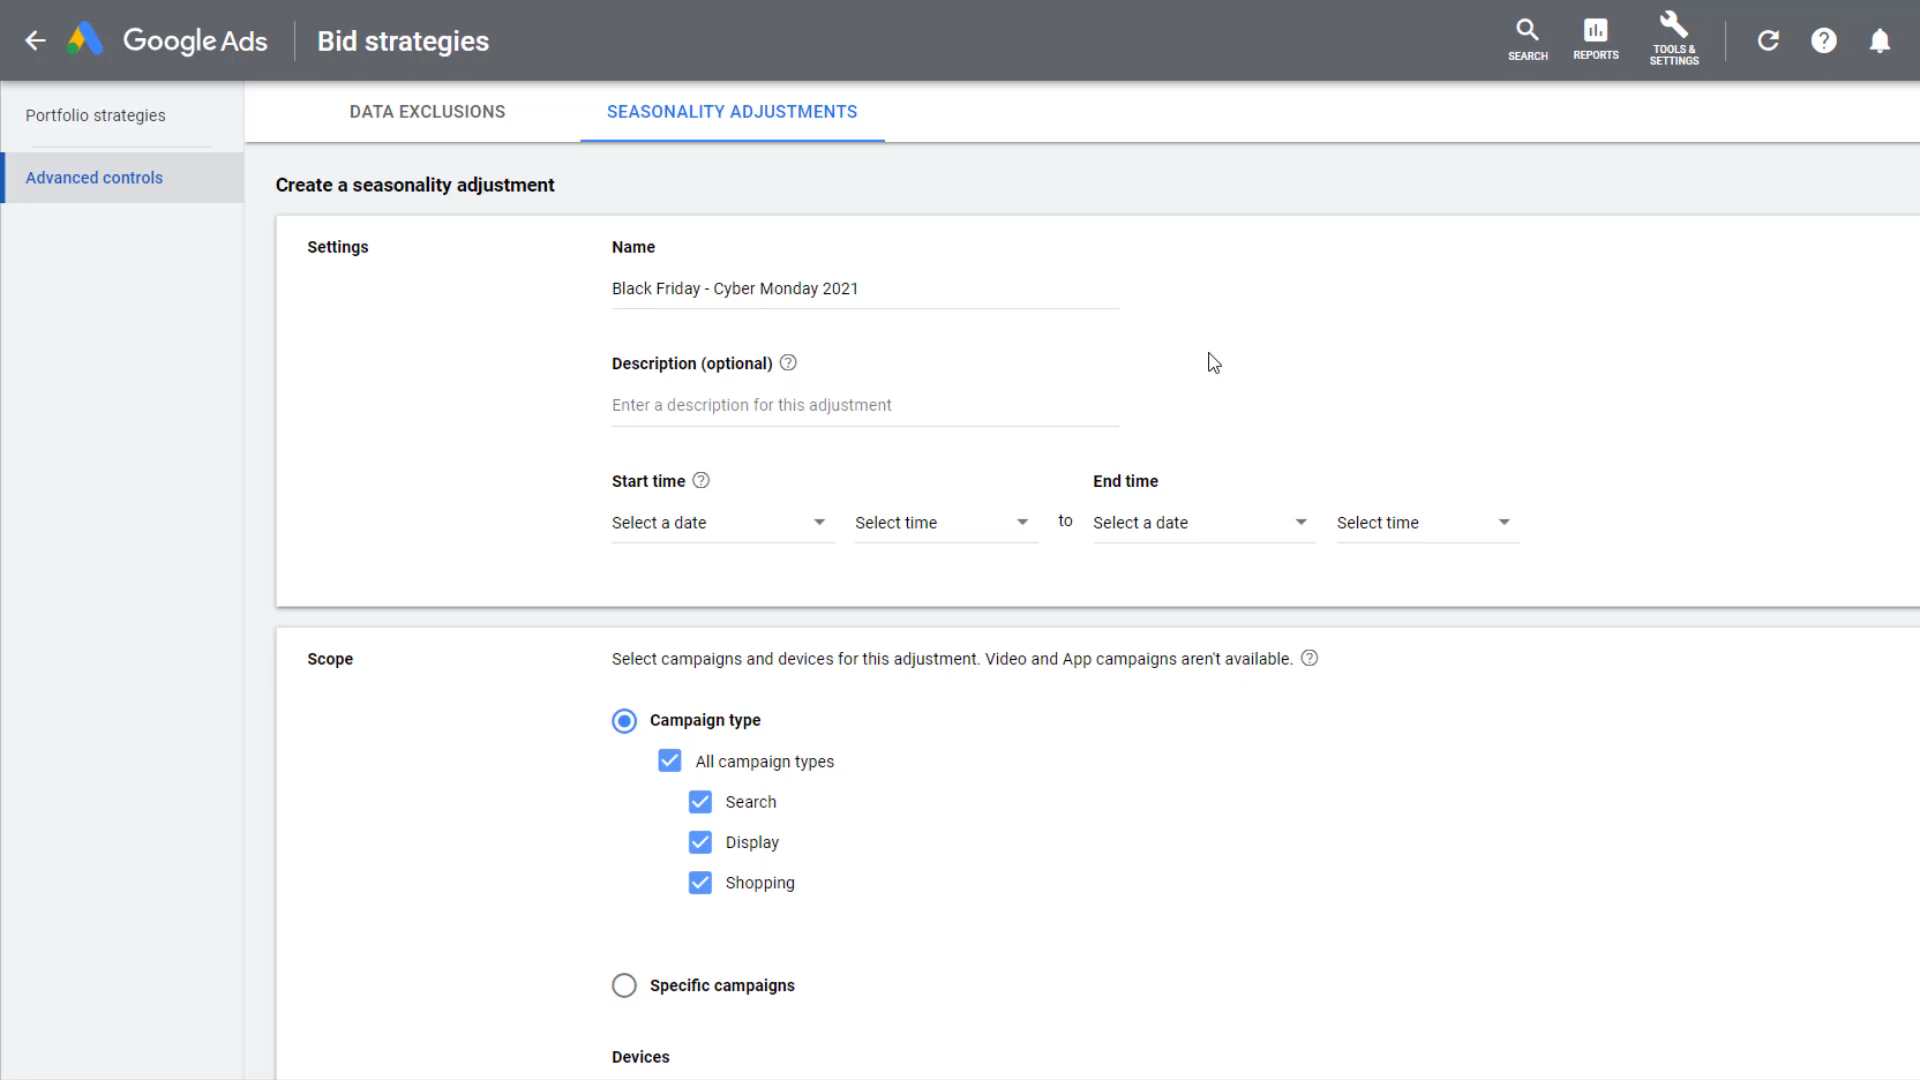 Google Ads
Bid strategies
SEARCH
REPORTS
TOOLS &
SETTINGS
Portfolio strategies
Advanced controls
DATA EXCLUSIONS
SEASONALITY ADJUSTMENTS
Create a seasonality adjustment
Settings
Name
Black Friday - Cyber Monday 2021
Description (optional)
Enter a description for this adjustment
Start time
End time
Select a date
Select time
to
Select a date
Select time
Scope
Select campaigns and devices for this adjustment. Video and App campaigns aren't available.
Campaign type
All campaign types
Search
Display
Shopping
Specific campaigns
Devices